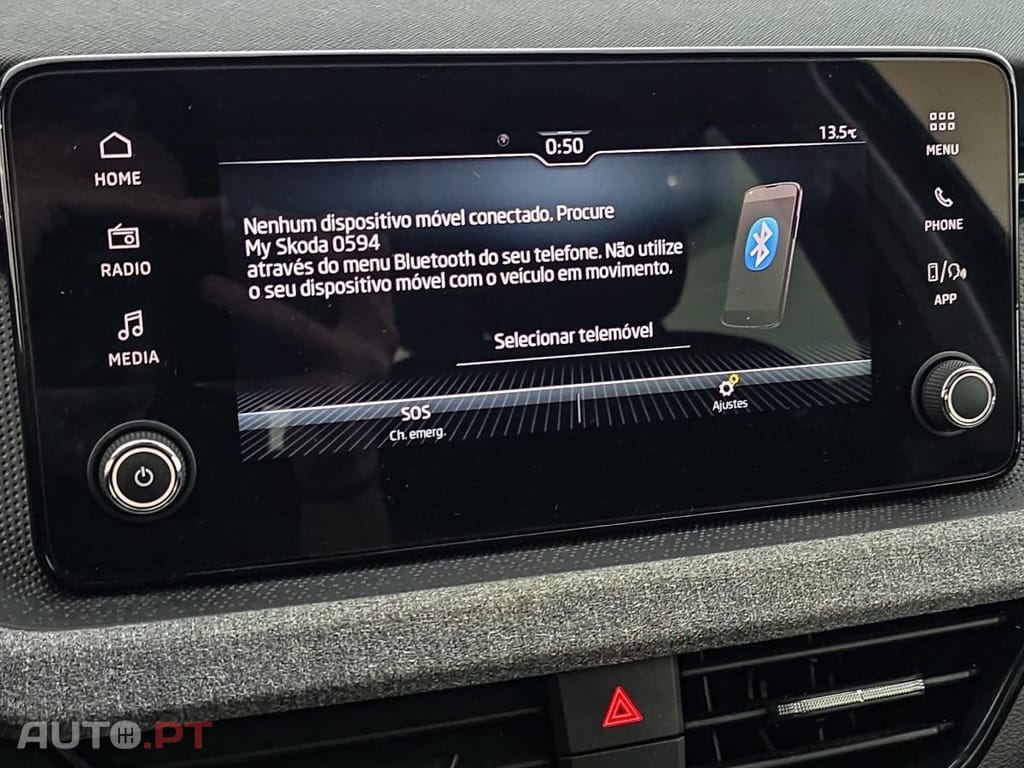 0:50
13.5°C
HOME
MENU
Nenhum dispositivo móvel conectado. Procure
My Skoda 0594
através do menu Bluetooth do seu telefone. Não utilize
o seu dispositivo móvel com o veículo em movimento.
RADIO
PHONE
APP
Selecionar telemóvel
MEDIA
SOS
Ch. emerg.
Ajustes
AUTO.PT